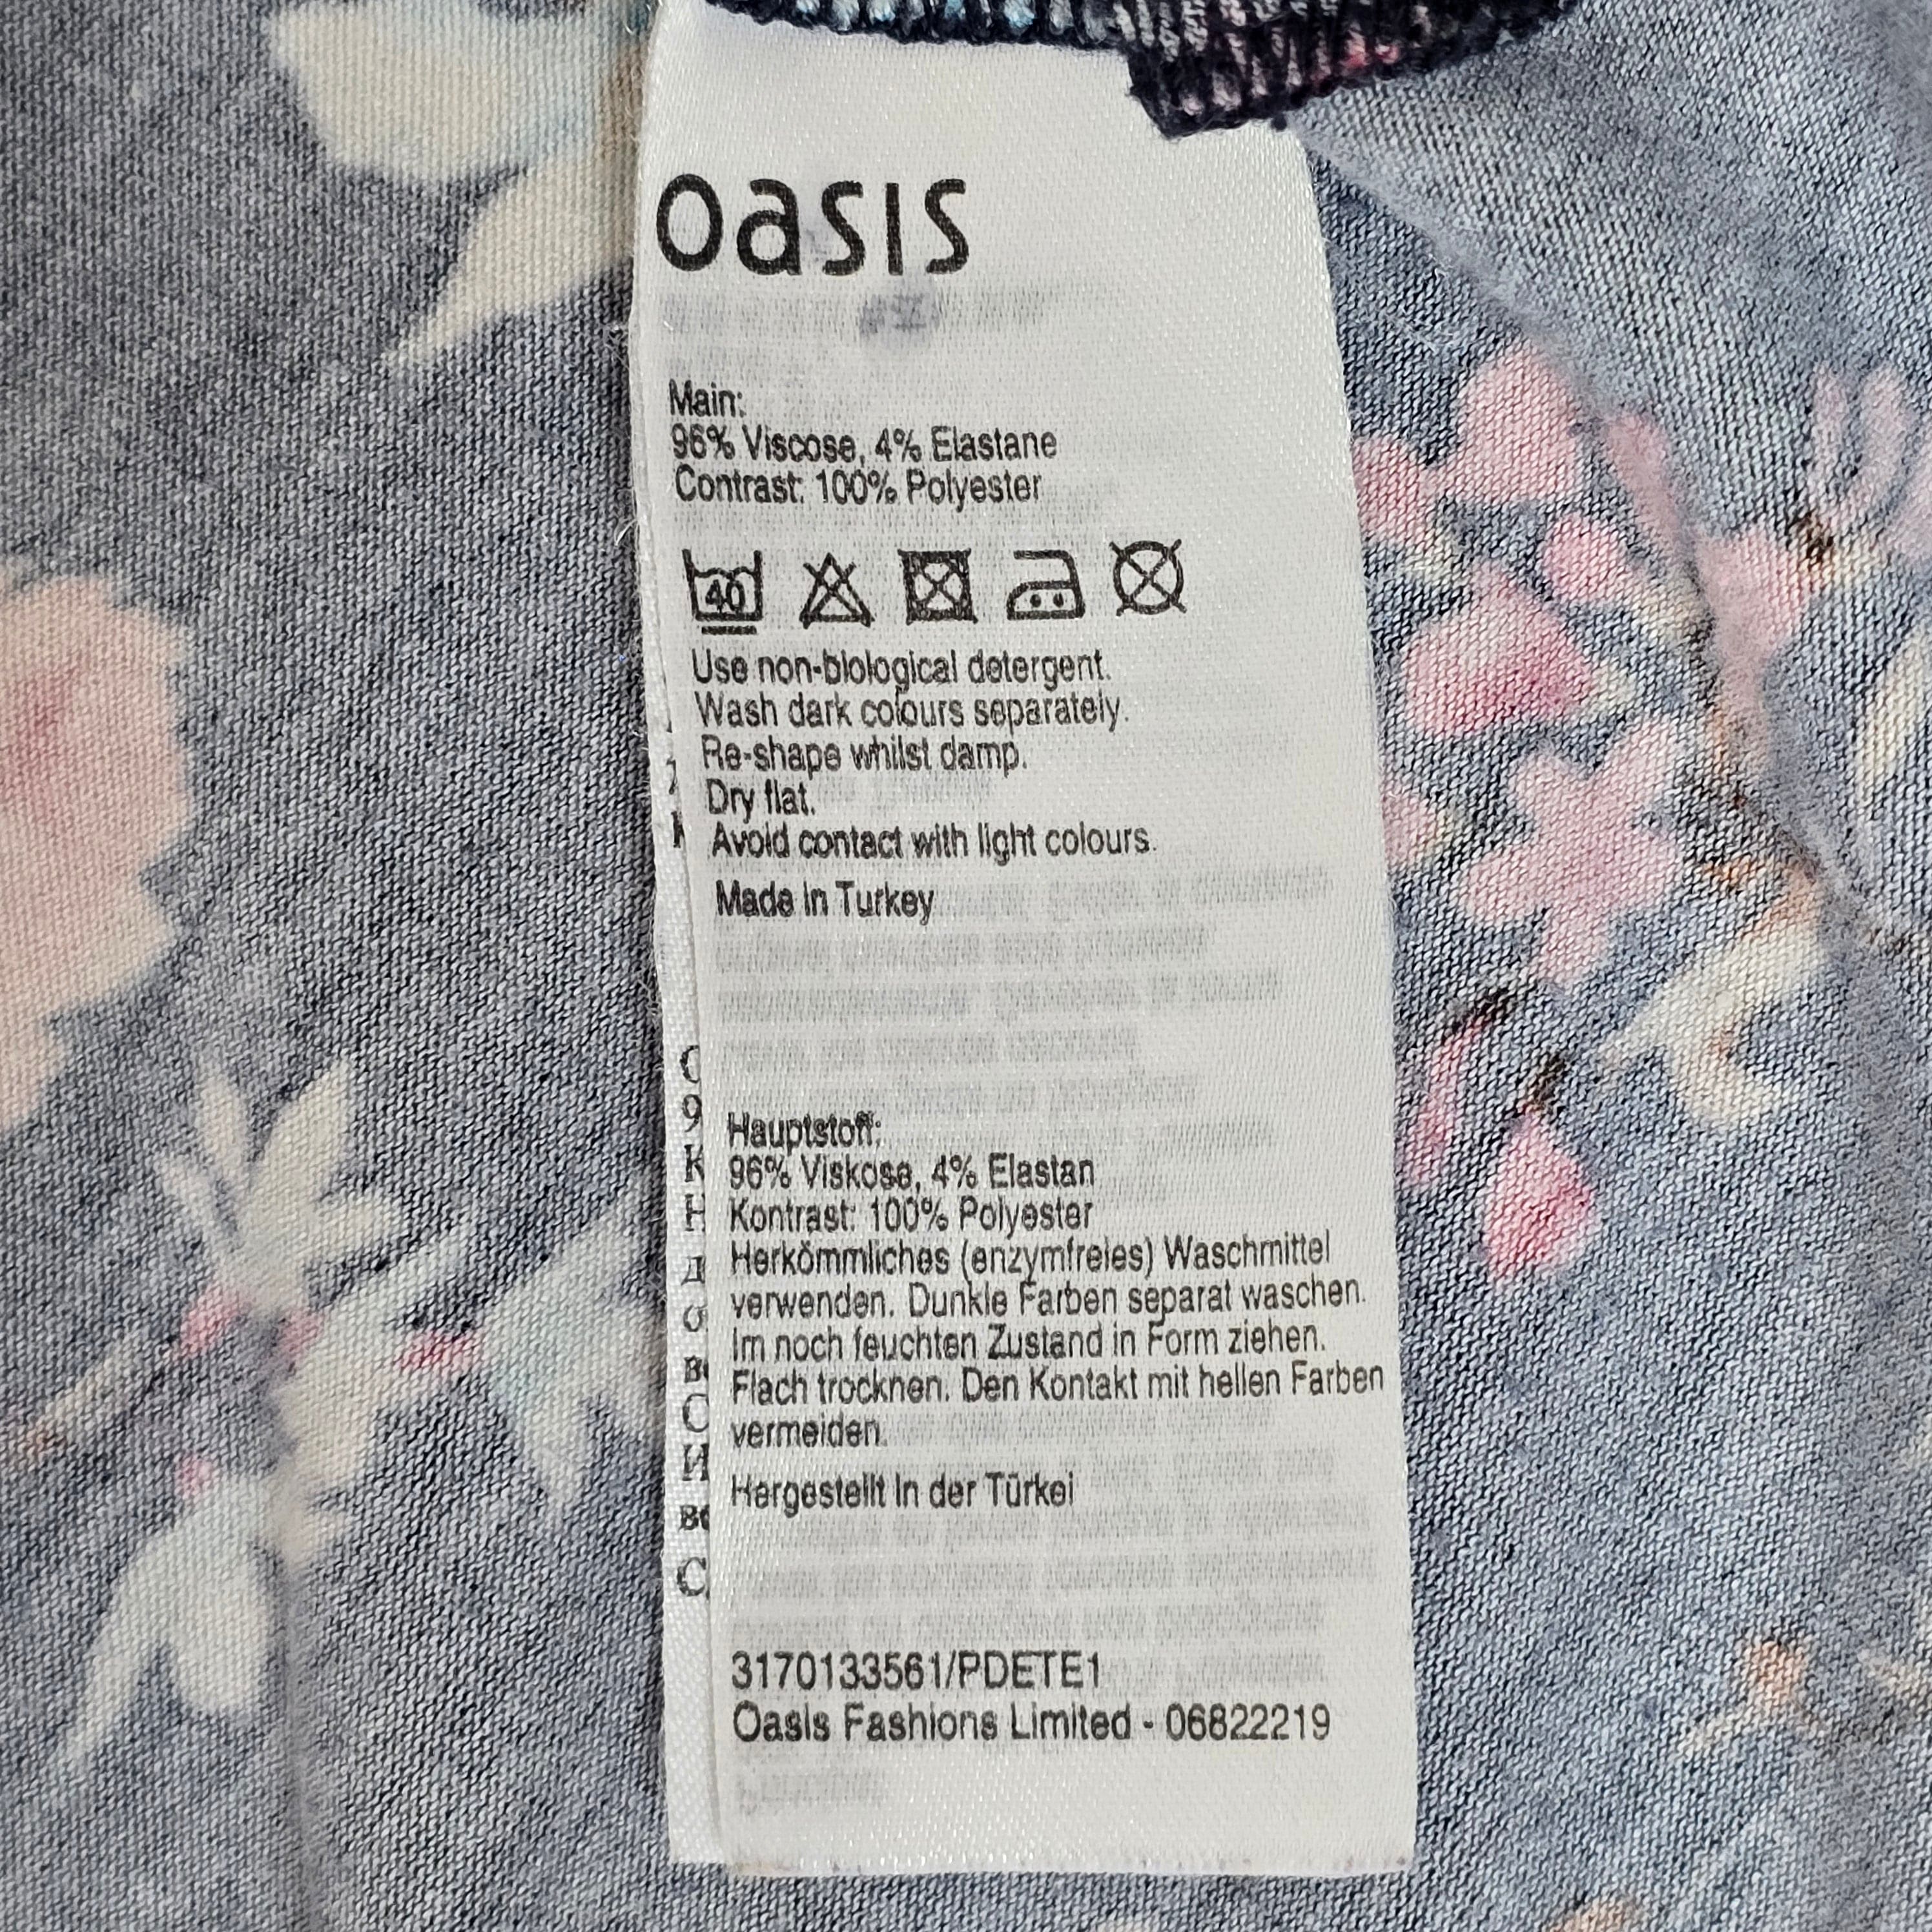 oasis
Main:
96% Viscose, 4% Elastane
Contrast: 100% Polyester
40
Use non-biological detergent.
Wash dark colours separately.
Re-shape whilst damp.
Dry flat.
Avoid contact with light colours.
Made in Turkey
Hauptstoff:
96% Viskose, 4% Elastan
Kontrast: 100% Polyester
Herkömmliches (enzymfreies) Waschmittel
verwenden. Dunkle Farben separat waschen.
Im noch feuchten Zustand in Form ziehen.
Flach trocknen. Den Kontakt mit hellen Farben
vermeiden.
Hergestellt in der Türkei
3170133561/PDETE1
Oasis Fashions Limited - 06822219